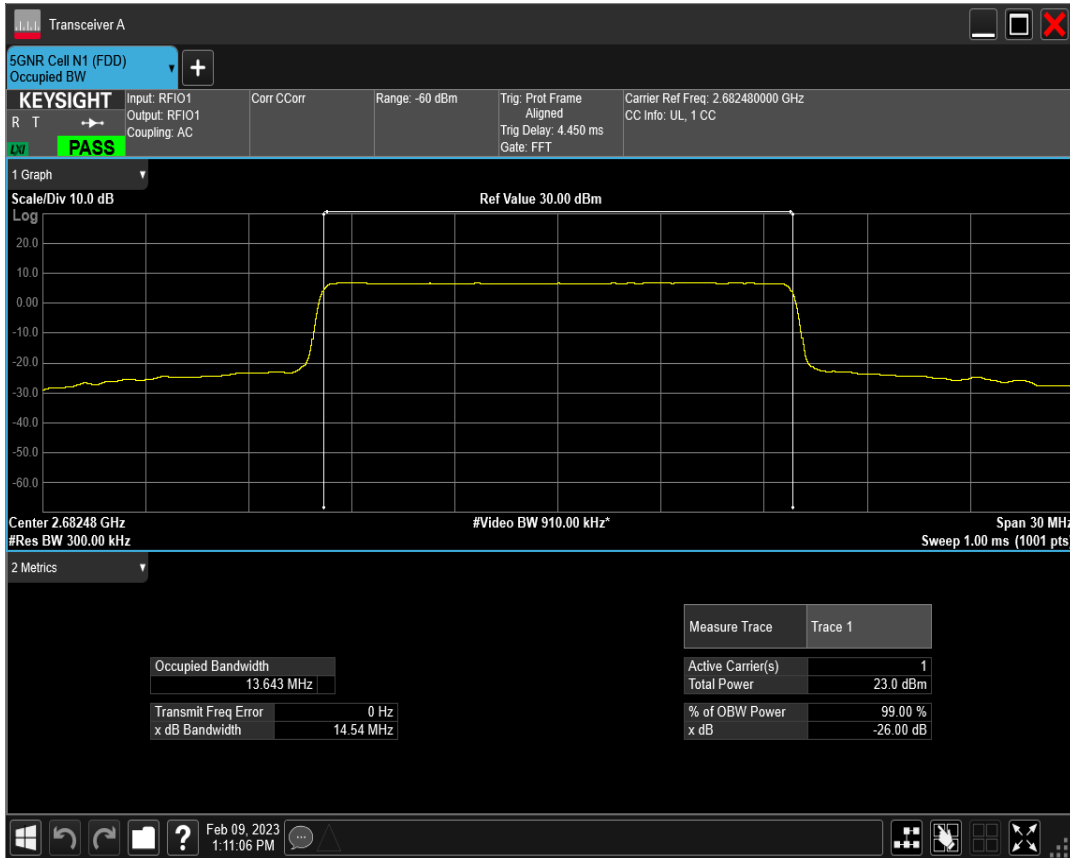 Transceiver A
5GNR Cell N1 (FDD)
Occupied BW
+
KEYSIGHT
R T
LXI
PASS
Input: RFIO1
Output: RFIO1
Coupling: AC
Corr CCorr
Range: -60 dBm
Trig: Prot Frame
Aligned
Trig Delay: 4.450 ms
Gate: FFT
Carrier Ref Freq: 2.682480000 GHz
CC Info: UL, 1 CC
1 Graph
Scale/Div 10.0 dB
Ref Value 30.00 dBm
Log
20.0
10.0
0.00
-10.0
-20.0
-30.0
-40.0
-50.0
-60.0
Center 2.68248 GHz
#Video BW 910.00 kHz*
Span 30 MHz
#Res BW 300.00 kHz
Sweep 1.00 ms (1001 pts)
2 Metrics
Measure Trace Trace 1
Occupied Bandwidth
13.643 MHz
Active Carrier(s) 1
Total Power 23.0 dBm
Transmit Freq Error 0 Hz
x dB Bandwidth 14.54 MHz
% of OBW Power 99.00 %
x dB -26.00 dB
?
Feb 09, 2023
1:11:06 PM